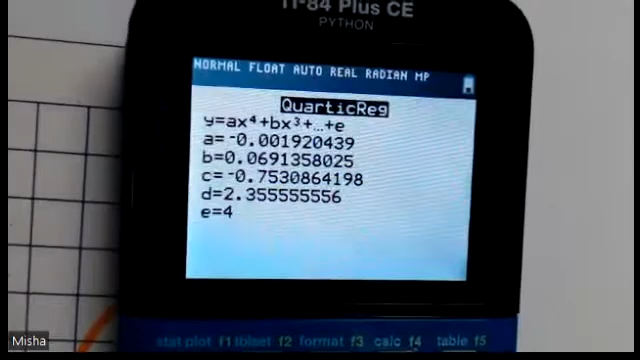 TI-84 Plus CE
PYTHON
NORMAL FLOAT AUTO REAL RADIAN MP
QuarticReg
y=ax⁴+bx³+…+e
a=-0.001920439
b=0.0691358025
c=-0.7530864198
d=2.355555556
e=4
stat plot f1 tblset f2 format f3 calc f4 table f5
Misha